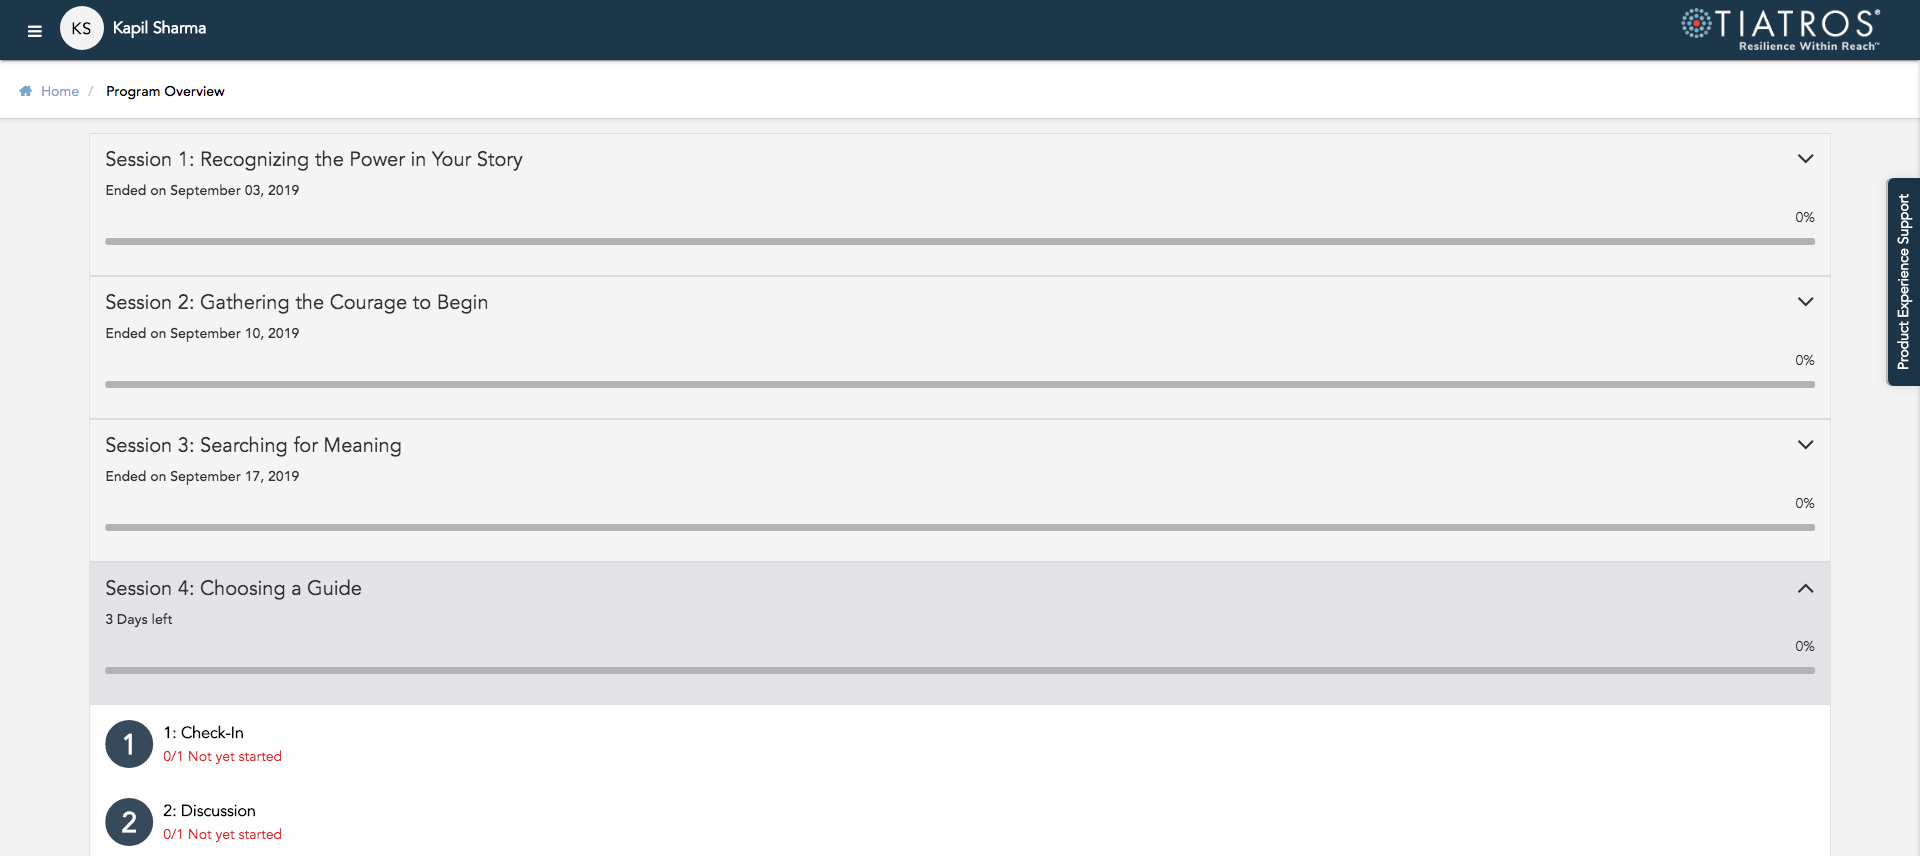 KS
Kapil Sharma
TIATROS®
Resilience Within Reach™
Home / Program Overview
Session 1: Recognizing the Power in Your Story
Ended on September 03, 2019
0%
Session 2: Gathering the Courage to Begin
Ended on September 10, 2019
0%
Session 3: Searching for Meaning
Ended on September 17, 2019
0%
Session 4: Choosing a Guide
3 Days left
0%
1
1: Check-In
0/1 Not yet started
2
2: Discussion
0/1 Not yet started
Product Experience Support